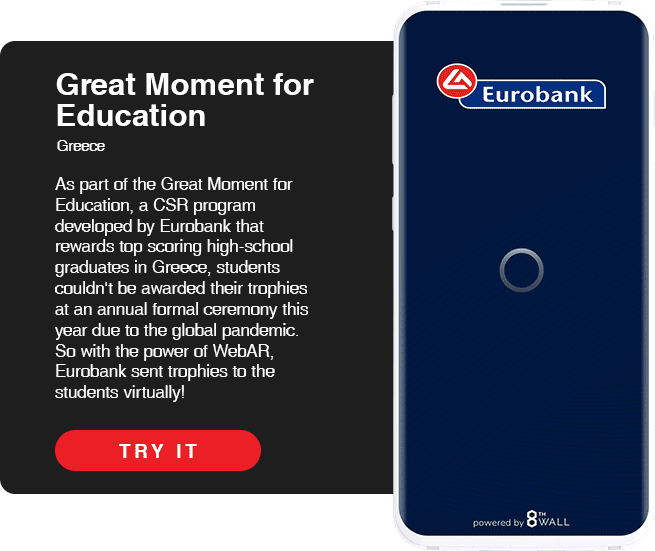 Great Moment for
Education
Greece
As part of the Great Moment for
Education, a CSR program
developed by Eurobank that
rewards top scoring high-school
graduates in Greece, students
couldn't be awarded their trophies
at an annual formal ceremony this
year due to the global pandemic.
So with the power of WebAR,
Eurobank sent trophies to the
students virtually!
TRY IT
Eurobank
powered by 8TH WALL